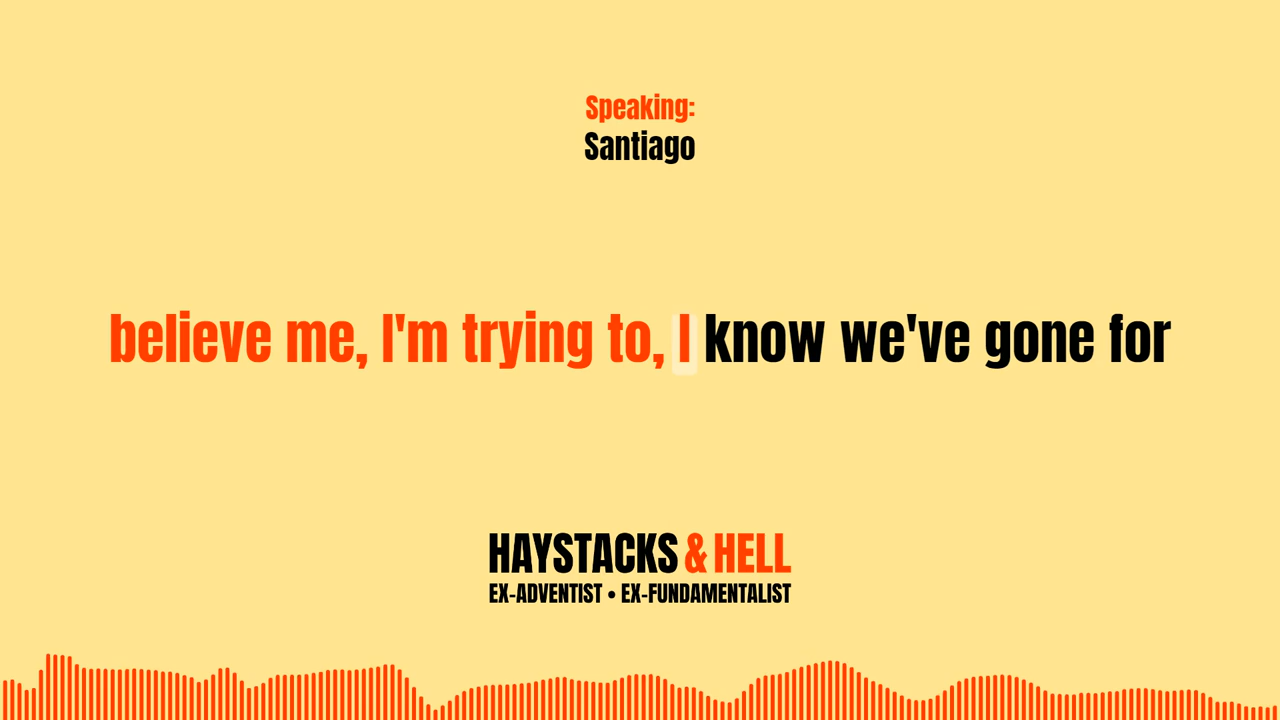 Speaking:
Santiago
believe me, I'm trying to, I know we've gone for
HAYSTACKS & HELL
EX-ADVENTIST • EX-FUNDAMENTALIST